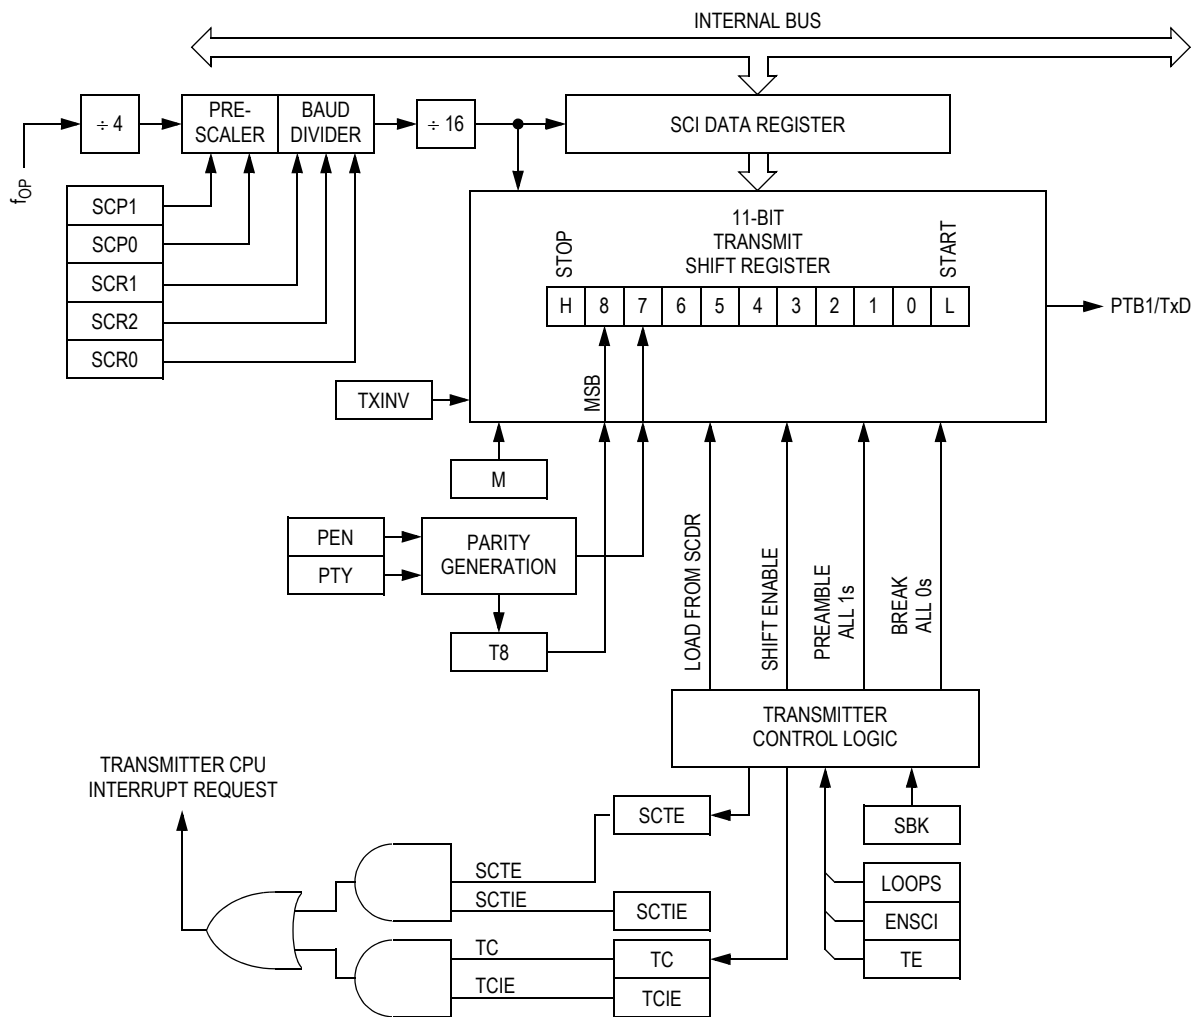 INTERNAL BUS
÷ 4
PRE-
SCALER
BAUD
DIVIDER
÷ 16
SCI DATA REGISTER
fOP
SCP1
SCP0
SCR1
SCR2
SCR0
11-BIT
TRANSMIT
SHIFT REGISTER
STOP
START
H 8 7 6 5 4 3 2 1 0 L
PTB1/TxD
MSB
TXINV
M
PEN
PTY
PARITY
GENERATION
T8
LOAD FROM SCDR
SHIFT ENABLE
PREAMBLE
ALL 1s
BREAK
ALL 0s
TRANSMITTER
CONTROL LOGIC
TRANSMITTER CPU
INTERRUPT REQUEST
SCTE
SBK
SCTE
SCTIE
SCTIE
LOOPS
ENSCI
TE
TC
TC
TCIE
TCIE